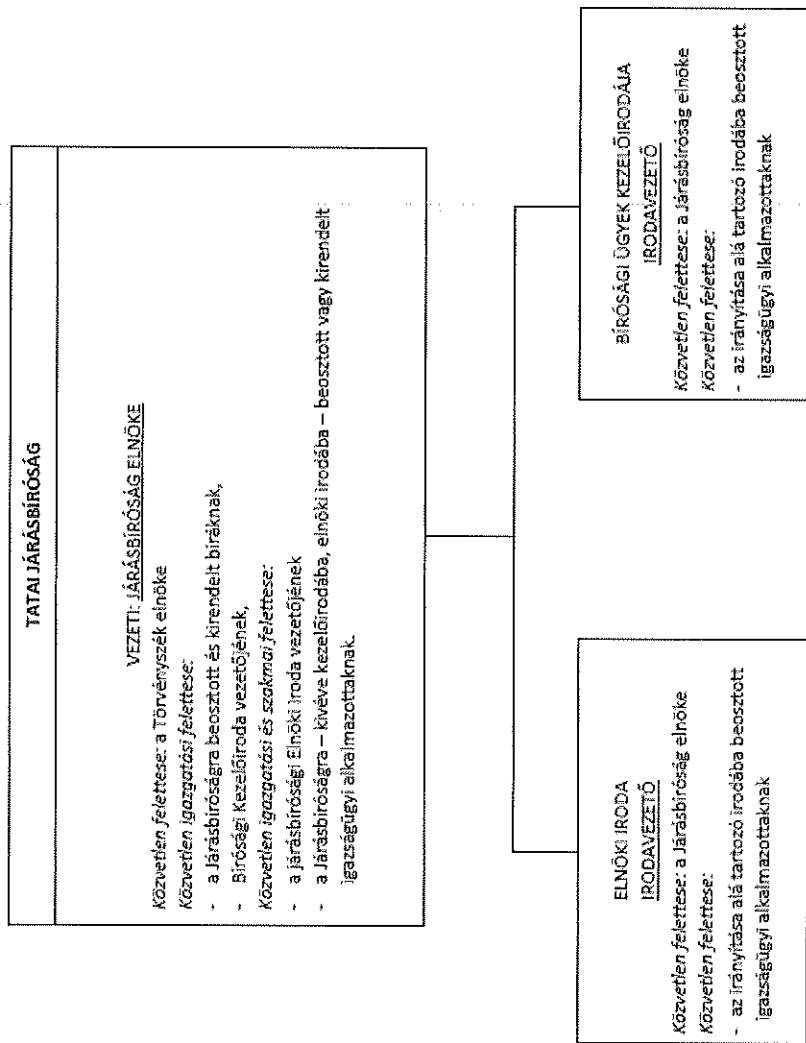 TATAI JÁRÁSBÍRÓSÁG
VEZETI: JÁRÁSBÍRÓSÁG ELNÖKE
Közvetlen felettese: a Törvényszék elnöke
Közvetlen igazgatási felettese:
- a Járásbíróságra beosztott és kirendelt bíráknak,
- Bírósági Kezelőiroda vezetőjének,
Közvetlen igazgatási és szakmai felettese:
- a járásbírósági Elnöki Iroda vezetőjének
- a Járásbíróságra – kivéve kezelőirodába, elnöki irodába – beosztott vagy kirendelt
igazságügyi alkalmazottaknak.
ELNÖKI IRODA
IRODAVEZETŐ
Közvetlen felettese: a Járásbíróság elnöke
Közvetlen felettese:
- az irányítása alá tartozó irodába beosztott
igazságügyi alkalmazottaknak
BÍRÓSÁGI ÜGYEK KEZELŐIRODÁJA
IRODAVEZETŐ
Közvetlen felettese: a Járásbíróság elnöke
Közvetlen felettese:
- az irányítása alá tartozó irodába beosztott
igazságügyi alkalmazottaknak